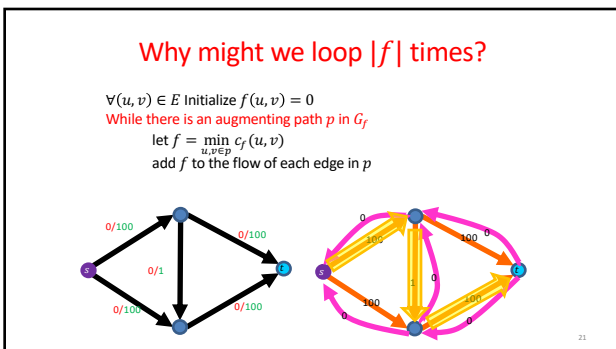 Why might we loop |f| times?
∀(u, v) ∈ E Initialize f(u, v) = 0
While there is an augmenting path p in G_f
let f = min_{u,v∈p} c_f(u, v)
add f to the flow of each edge in p
0/100
0/100
s
0/1
t
0/100
0/100
0
100
100
0
s
1
0
t
100
100
0
0
21